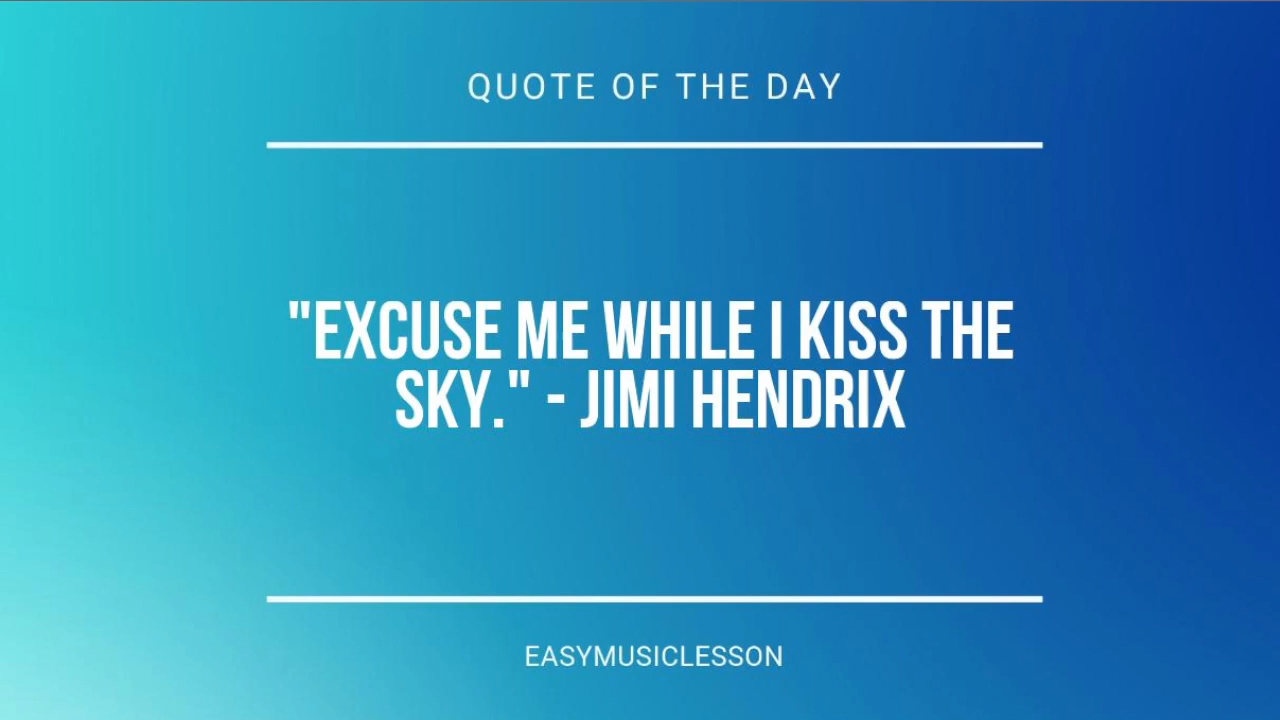 QUOTE OF THE DAY
"EXCUSE ME WHILE I KISS THE
SKY." - JIMI HENDRIX
EASYMUSICLESSON